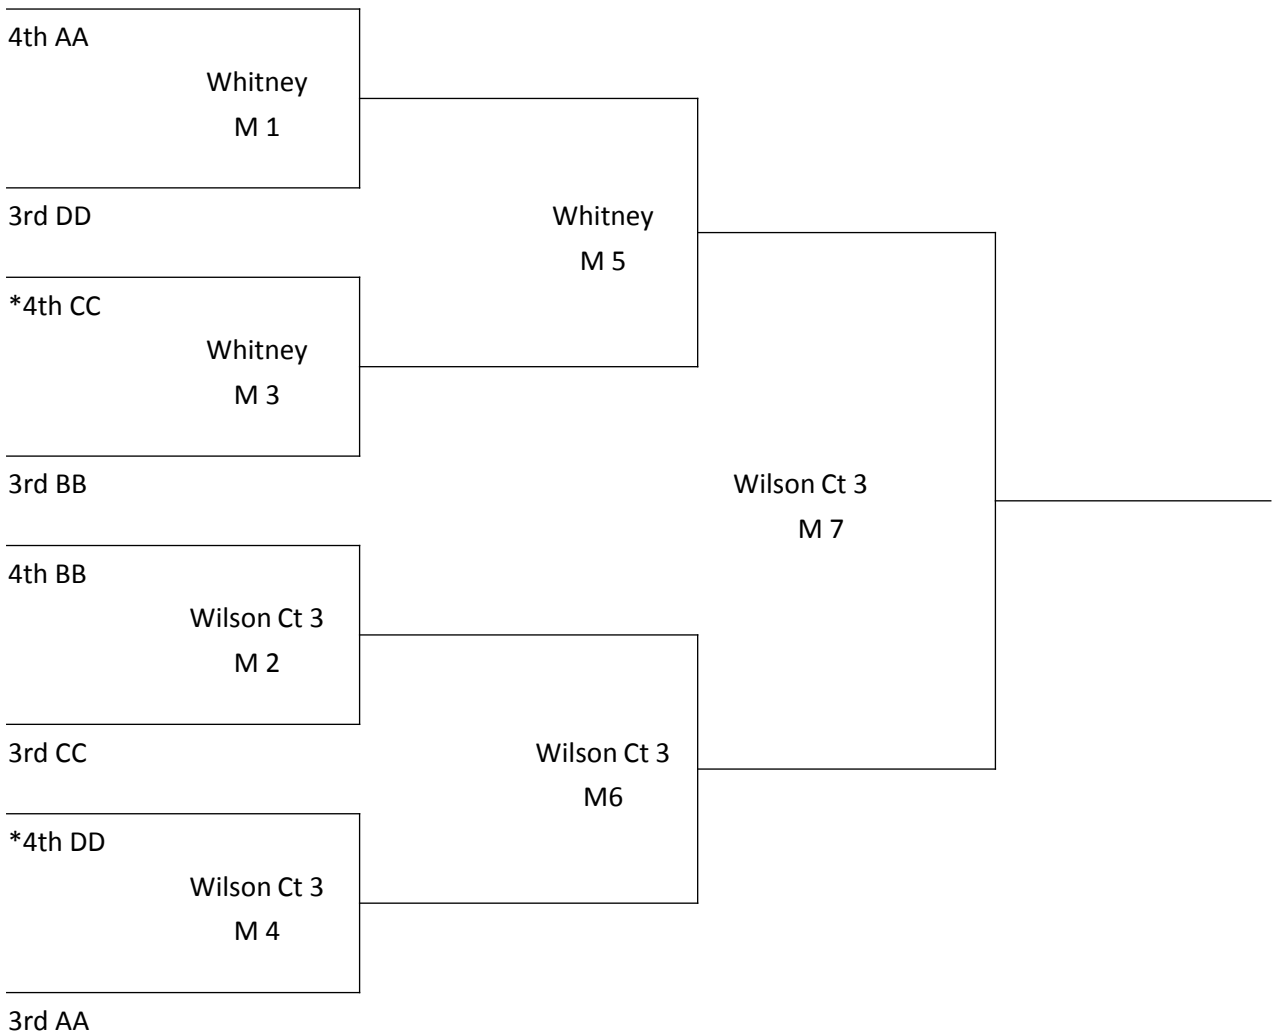 4th AA
Whitney
M 1
3rd DD
Whitney
M 5
*4th CC
Whitney
M 3
3rd BB
Wilson Ct 3
M 7
4th BB
Wilson Ct 3
M 2
3rd CC
Wilson Ct 3
M6
*4th DD
Wilson Ct 3
M 4
3rd AA